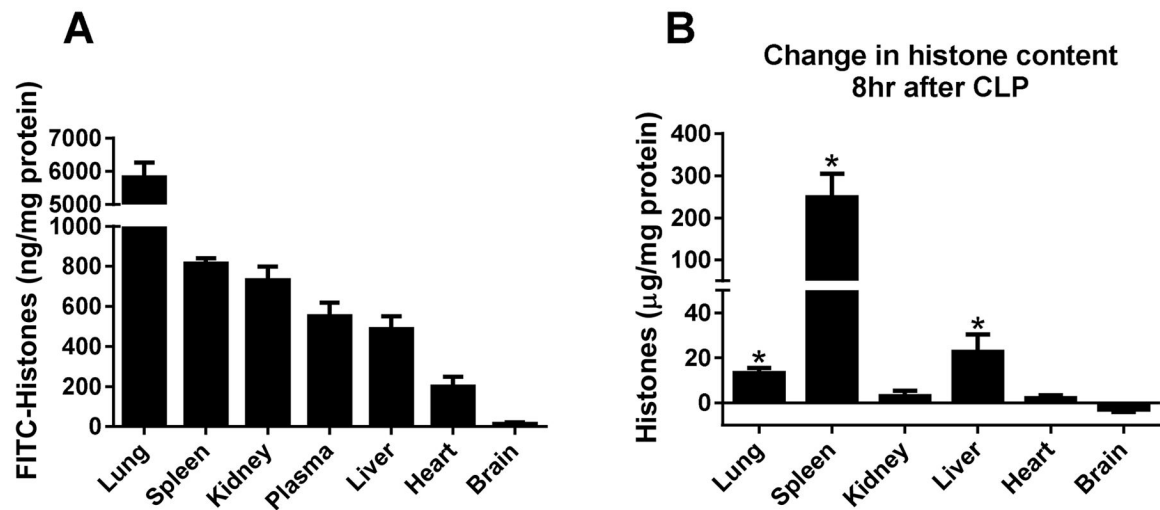 A
FITC-Histones (ng/mg protein)
7000
6000
5000
1000
800
600
400
200
0
Lung
Spleen
Kidney
Plasma
Liver
Heart
Brain
B
Change in histone content
8hr after CLP
Histones (μg/mg protein)
400
300
200
100
40
20
0
*
*
*
Lung
Spleen
Kidney
Liver
Heart
Brain